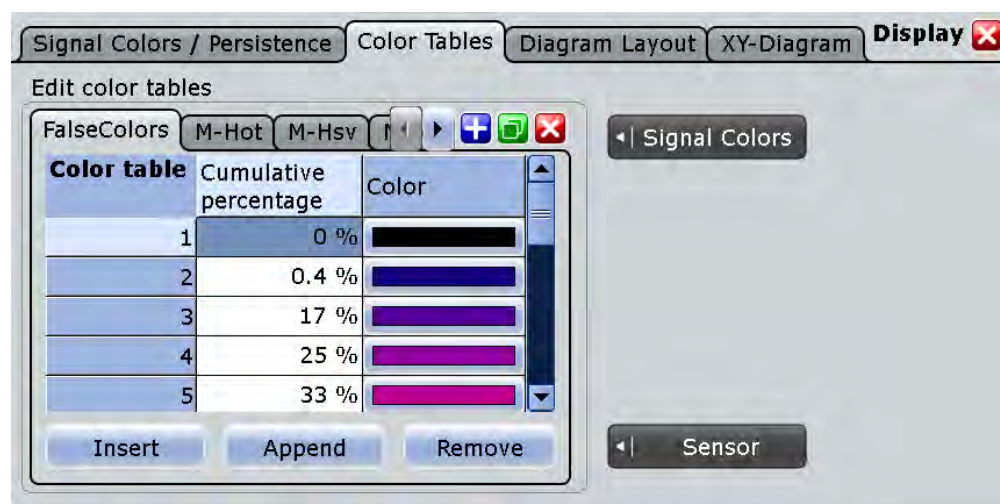 Signal Colors / Persistence Color Tables Diagram Layout XY-Diagram Display
Edit color tables
FalseColors M-Hot M-Hsv
Signal Colors
Color table Cumulative percentage Color
1 0 %
2 0.4 %
3 17 %
4 25 %
5 33 %
Insert Append Remove
Sensor